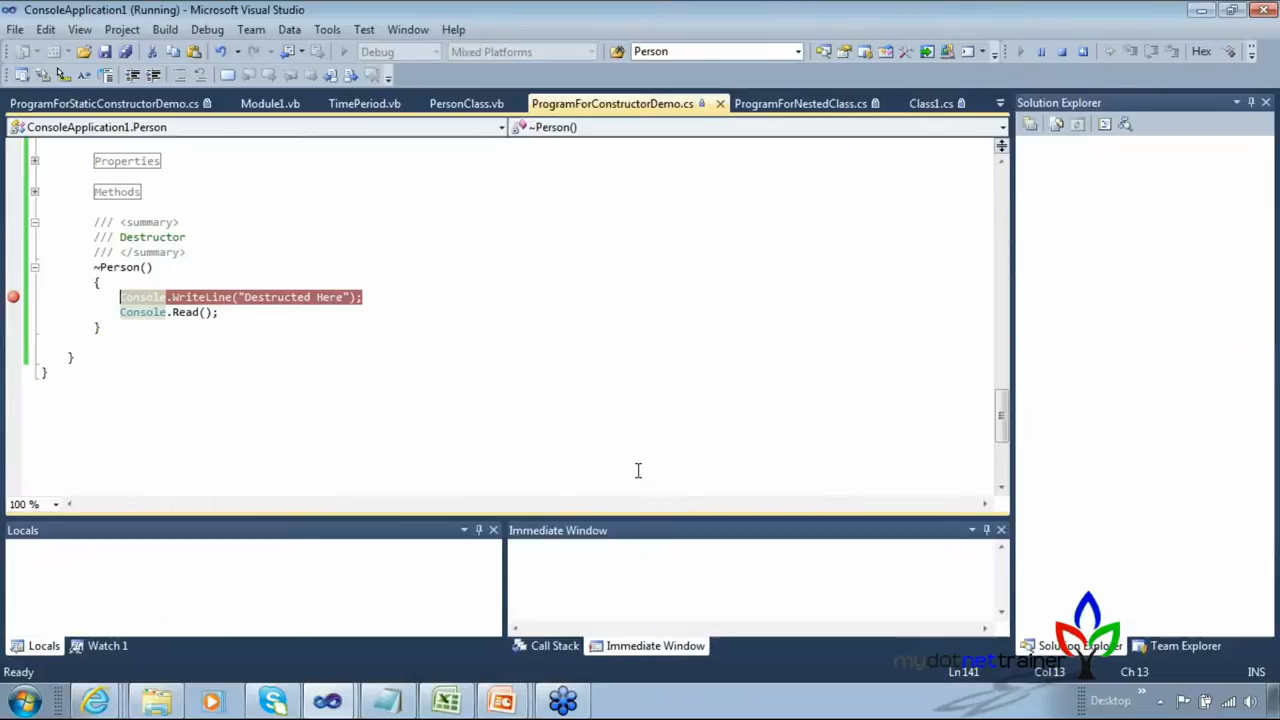 ConsoleApplication1 (Running) - Microsoft Visual Studio
File Edit View Project Build Debug Team Data Tools Test Window Help
Debug Mixed Platforms Person Hex
ProgramForStaticConstructorDemo.cs Module1.vb TimePeriod.vb PersonClass.vb ProgramForConstructorDemo.cs ProgramForNestedClass.cs Class1.cs Solution Explorer
ConsoleApplication1.Person ~Person()
Properties
Methods
/// <summary>
/// Destructor
/// </summary>
~Person()
{
Console.WriteLine("Destructed Here");
Console.Read();
}
}
}
100 %
Locals Immediate Window
Locals Watch 1 Call Stack Immediate Window Solution Explorer Team Explorer
mydotnettrainer
Ready Ln 141 Col 13 Ch 13 INS
Desktop